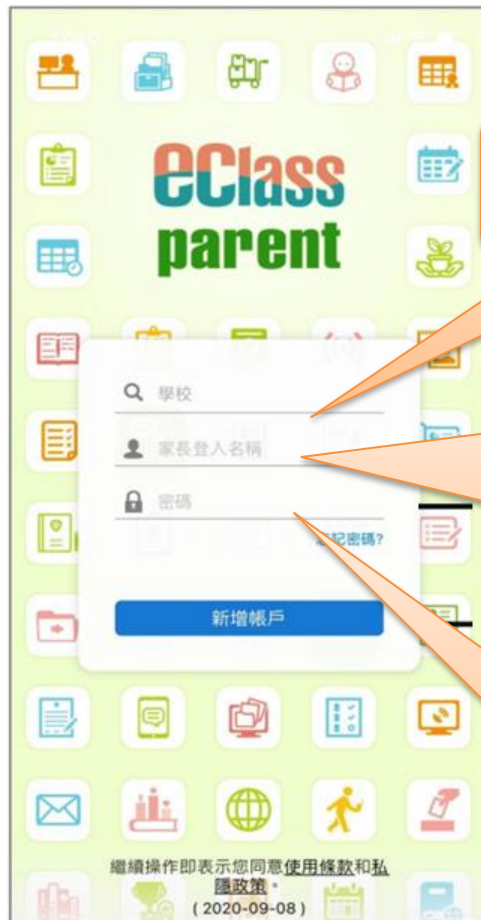 eClass
parent
學校
家長登入名稱
密碼
記密碼?
新增帳戶
繼續操作即表示您同意使用條款和私
隱政策。
( 2020-09-08 )